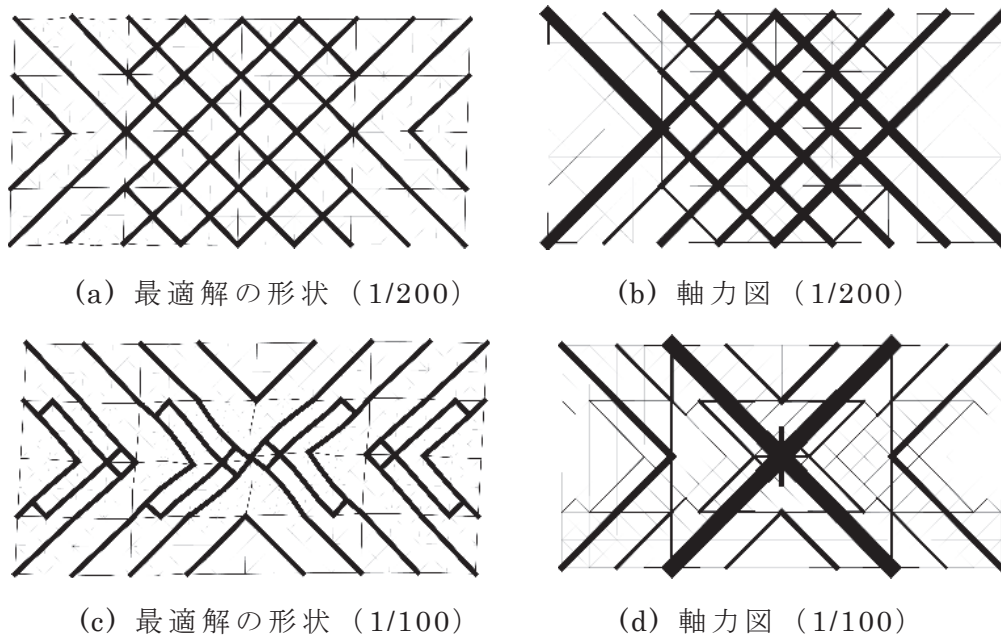 (a) 最適解の形状（1/200）
(b) 軸力図（1/200）
(c) 最適解の形状（1/100）
(d) 軸力図（1/100）